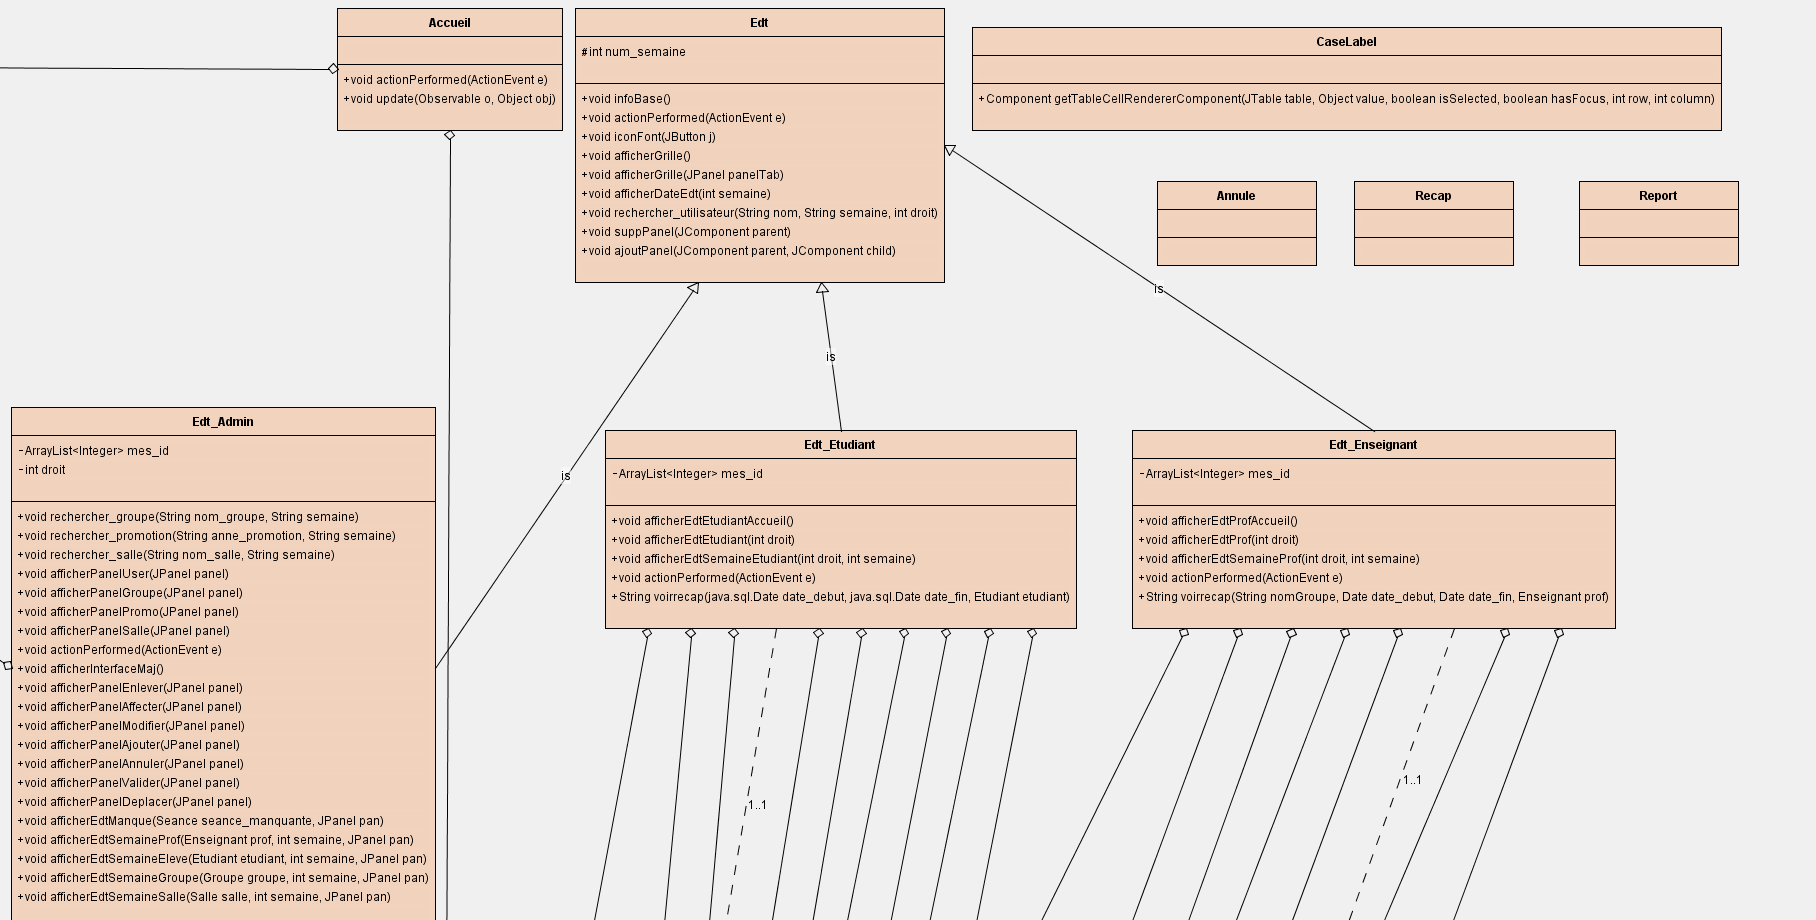 Accueil
+void actionPerformed(ActionEvent e)
+void update(Observable o, Object obj)
Edt
#int num_semaine
+void infoBase()
+void actionPerformed(ActionEvent e)
+void iconFont(JButton j)
+void afficherGrille()
+void afficherGrille(JPanel panelTab)
+void afficherDateEdt(int semaine)
+void rechercher_utilisateur(String nom, String semaine, int droit)
+void suppPanel(JComponent parent)
+void ajoutPanel(JComponent parent, JComponent child)
CaseLabel
+Component getTableCellRendererComponent(JTable table, Object value, boolean isSelected, boolean hasFocus, int row, int column)
Annule
Recap
Report
is
is
is
Edt_Admin
-ArrayList<Integer> mes_id
-int droit
+void rechercher_groupe(String nom_groupe, String semaine)
+void rechercher_promotion(String anne_promotion, String semaine)
+void rechercher_salle(String nom_salle, String semaine)
+void afficherPanelUser(JPanel panel)
+void afficherPanelGroupe(JPanel panel)
+void afficherPanelPromo(JPanel panel)
+void afficherPanelSalle(JPanel panel)
+void actionPerformed(ActionEvent e)
+void afficherInterfaceMaj()
+void afficherPanelEnlever(JPanel panel)
+void afficherPanelAffecter(JPanel panel)
+void afficherPanelModifier(JPanel panel)
+void afficherPanelAjouter(JPanel panel)
+void afficherPanelAnnuler(JPanel panel)
+void afficherPanelValider(JPanel panel)
+void afficherPanelDeplacer(JPanel panel)
+void afficherEdtManque(Seance seance_manquante, JPanel pan)
+void afficherEdtSemaineProf(Enseignant prof, int semaine, JPanel pan)
+void afficherEdtSemaineEleve(Etudiant etudiant, int semaine, JPanel pan)
+void afficherEdtSemaineGroupe(Groupe groupe, int semaine, JPanel pan)
+void afficherEdtSemaineSalle(Salle salle, int semaine, JPanel pan)
Edt_Etudiant
-ArrayList<Integer> mes_id
+void afficherEdtEtudiantAccueil()
+void afficherEdtEtudiant(int droit)
+void afficherEdtSemaineEtudiant(int droit, int semaine)
+void actionPerformed(ActionEvent e)
+String voirrecap(java.sql.Date date_debut, java.sql.Date date_fin, Etudiant etudiant)
Edt_Enseignant
-ArrayList<Integer> mes_id
+void afficherEdtProfAccueil()
+void afficherEdtProf(int droit)
+void afficherEdtSemaineProf(int droit, int semaine)
+void actionPerformed(ActionEvent e)
+String voirrecap(String nomGroupe, Date date_debut, Date date_fin, Enseignant prof)
1..1
1..1